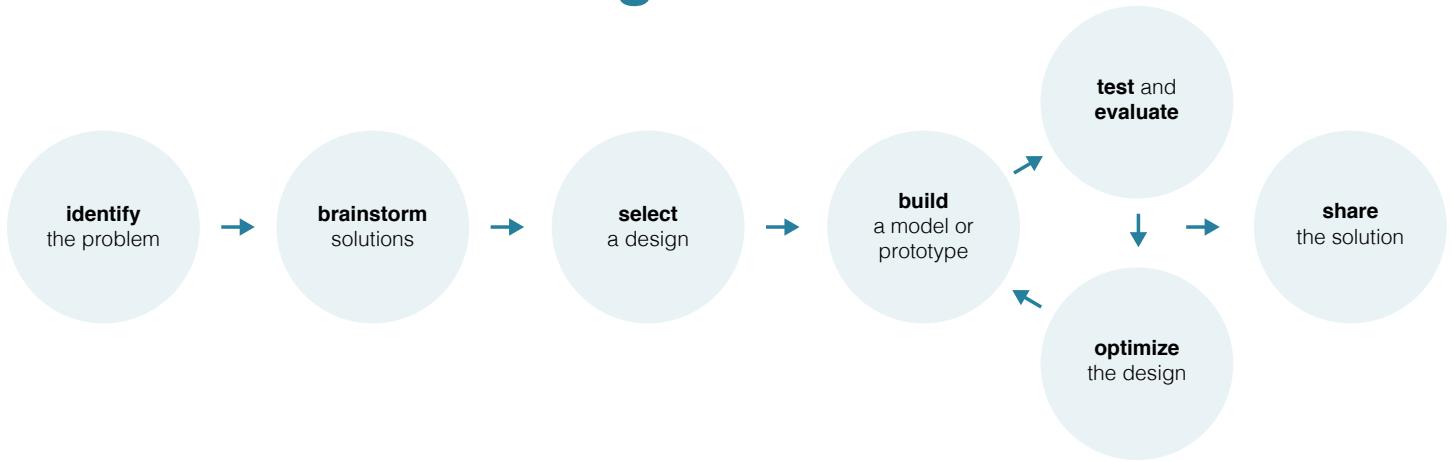 identify
the problem
brainstorm
solutions
select
a design
build
a model or
prototype
test and
evaluate
optimize
the design
share
the solution